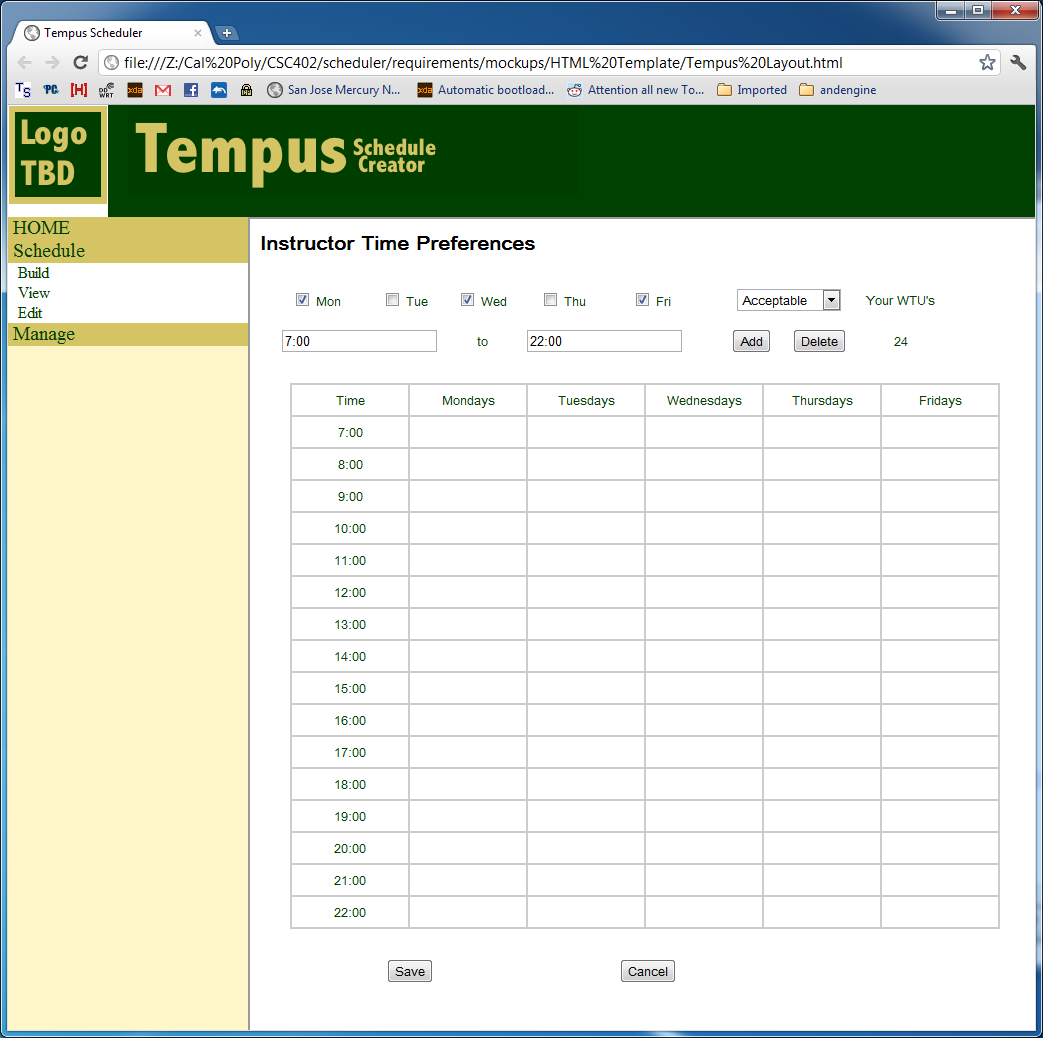 Tempus Scheduler
file:///Z:/Cal%20Poly/CSC402/scheduler/requirements/mockups/HTML%20Template/Tempus%20Layout.html
TS PG [H] DD WRT xda San Jose Mercury N... xda Automatic bootload... Attention all new To... Imported andengine
Logo
TBD
Tempus Schedule
Creator
HOME
Schedule
Build
View
Edit
Manage
Instructor Time Preferences
Mon Tue Wed Thu Fri Acceptable Your WTU's
7:00 to 22:00 Add Delete 24
Time Mondays Tuesdays Wednesdays Thursdays Fridays
7:00
8:00
9:00
10:00
11:00
12:00
13:00
14:00
15:00
16:00
17:00
18:00
19:00
20:00
21:00
22:00
Save Cancel